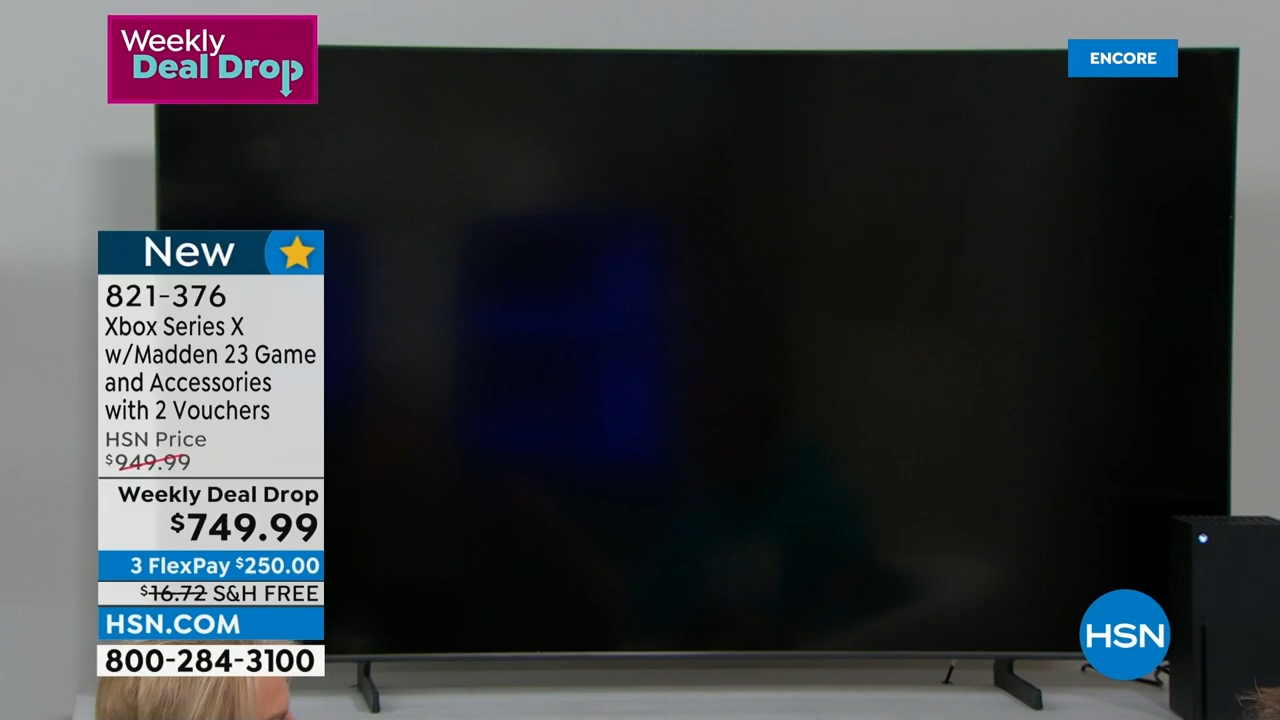 Weekly
Deal Drop
ENCORE
New
821-376
Xbox Series X
w/Madden 23 Game
and Accessories
with 2 Vouchers
HSN Price
$949.99
Weekly Deal Drop
$749.99
3 FlexPay $250.00
$16.72 S&H FREE
HSN.COM
800-284-3100
HSN